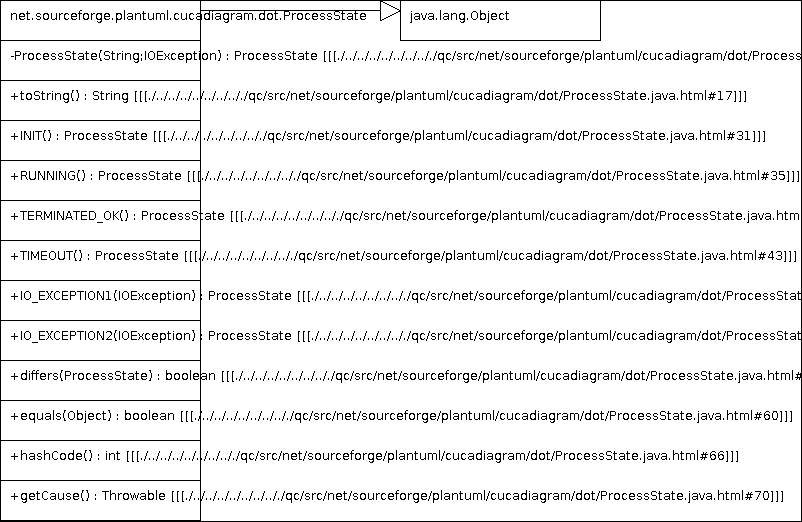 net.sourceforge.plantuml.cucadiagram.dot.ProcessState
java.lang.Object
-ProcessState(String;IOException) : ProcessState [[[./../../../../../../../qc/src/net/sourceforge/plantuml/cucadiagram/dot/Process
+toString() : String [[[./../../../../../../../qc/src/net/sourceforge/plantuml/cucadiagram/dot/ProcessState.java.html#17]]]
+INIT() : ProcessState [[[./../../../../../../../qc/src/net/sourceforge/plantuml/cucadiagram/dot/ProcessState.java.html#31]]]
+RUNNING() : ProcessState [[[./../../../../../../../qc/src/net/sourceforge/plantuml/cucadiagram/dot/ProcessState.java.html#35]]]
+TERMINATED_OK() : ProcessState [[[./../../../../../../../qc/src/net/sourceforge/plantuml/cucadiagram/dot/ProcessState.java.htm
+TIMEOUT() : ProcessState [[[./../../../../../../../qc/src/net/sourceforge/plantuml/cucadiagram/dot/ProcessState.java.html#43]]]
+IO_EXCEPTION1(IOException) : ProcessState [[[./../../../../../../../qc/src/net/sourceforge/plantuml/cucadiagram/dot/ProcessStat
+IO_EXCEPTION2(IOException) : ProcessState [[[./../../../../../../../qc/src/net/sourceforge/plantuml/cucadiagram/dot/ProcessStat
+differs(ProcessState) : boolean [[[./../../../../../../../qc/src/net/sourceforge/plantuml/cucadiagram/dot/ProcessState.java.html#
+equals(Object) : boolean [[[./../../../../../../../qc/src/net/sourceforge/plantuml/cucadiagram/dot/ProcessState.java.html#60]]]
+hashCode() : int [[[./../../../../../../../qc/src/net/sourceforge/plantuml/cucadiagram/dot/ProcessState.java.html#66]]]
+getCause() : Throwable [[[./../../../../../../../qc/src/net/sourceforge/plantuml/cucadiagram/dot/ProcessState.java.html#70]]]